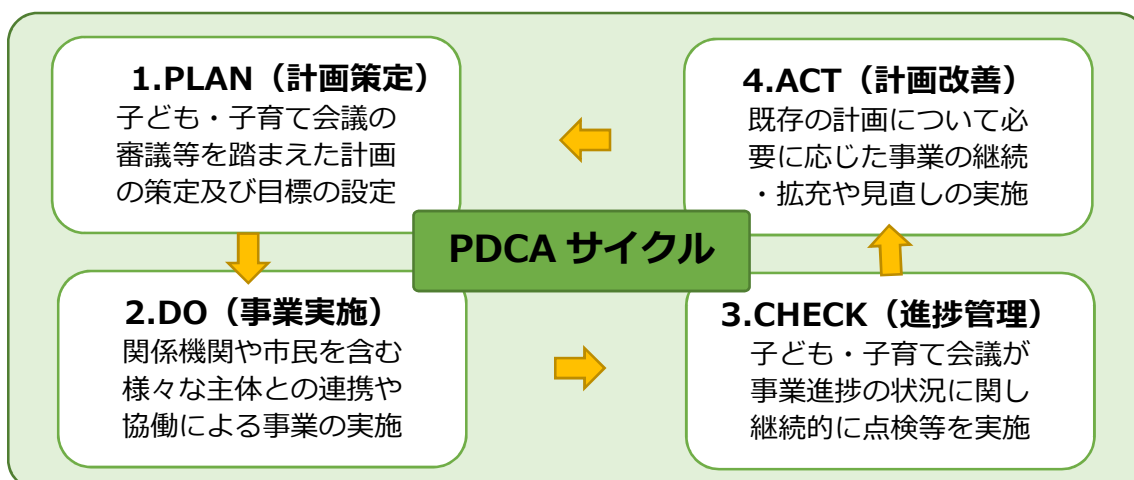 1.PLAN（計画策定）
子ども・子育て会議の
審議等を踏まえた計画
の策定及び目標の設定
4.ACT（計画改善）
既存の計画について必
要に応じた事業の継続
・拡充や見直しの実施
PDCA サイクル
2.DO（事業実施）
関係機関や市民を含む
様々な主体との連携や
協働による事業の実施
3.CHECK（進捗管理）
子ども・子育て会議が
事業進捗の状況に関し
継続的に点検等を実施